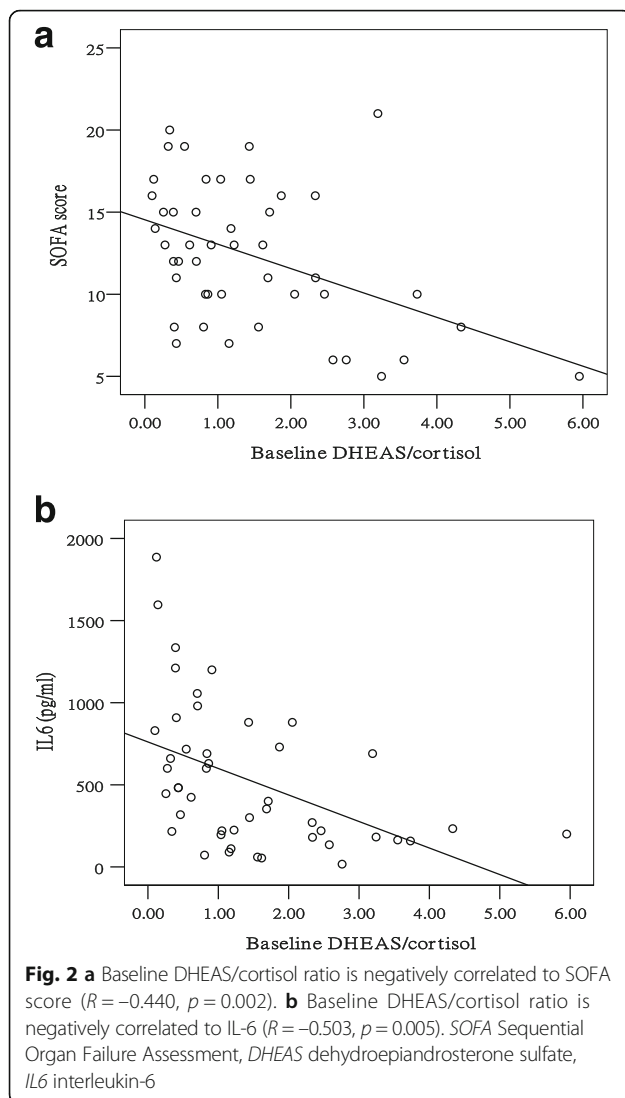 a
25
20
15
10
5
SOFA score
0.00 1.00 2.00 3.00 4.00 5.00 6.00
Baseline DHEAS/cortisol
b
2000
1500
1000
500
0
IL6 (pg/ml)
0.00 1.00 2.00 3.00 4.00 5.00 6.00
Baseline DHEAS/cortisol
Fig. 2 a Baseline DHEAS/cortisol ratio is negatively correlated to SOFA
score (R = –0.440, p = 0.002). b Baseline DHEAS/cortisol ratio is
negatively correlated to IL-6 (R = –0.503, p = 0.005). SOFA Sequential
Organ Failure Assessment, DHEAS dehydroepiandrosterone sulfate,
IL6 interleukin-6